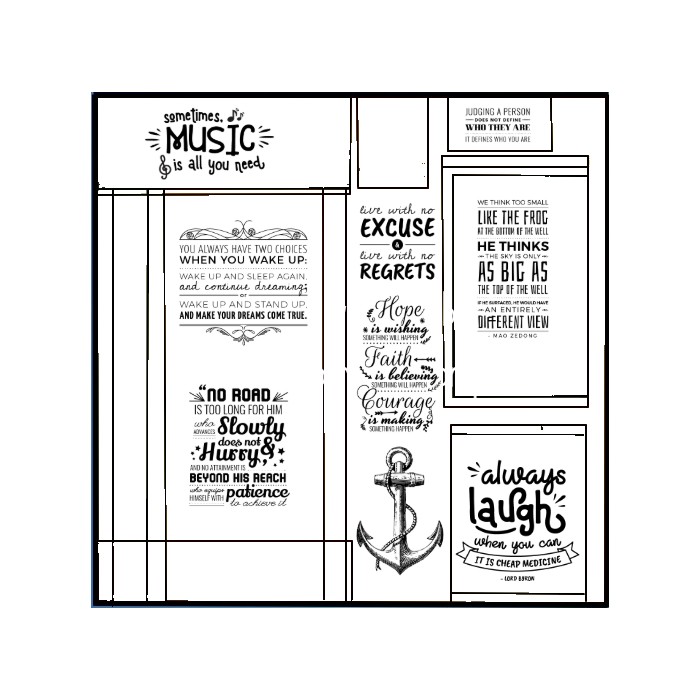 sometimes,
MUSIC
is all you need
YOU ALWAYS HAVE TWO CHOICES
WHEN YOU WAKE UP:
WAKE UP AND SLEEP AGAIN,
and continue dreaming;
or
WAKE UP AND STAND UP,
AND MAKE YOUR DREAMS COME TRUE.
"NO ROAD
IS TOO LONG FOR HIM
who
ADVANCES Slowly
does not
Hurry &
AND NO ATTAINMENT IS
BEYOND HIS REACH
who equips
HIMSELF WITH patience
to achieve it
live with no
EXCUSE
&
live with no
REGRETS
Hope
is wishing
SOMETHING WILL HAPPEN
Faith
is believing
SOMETHING WILL HAPPEN
Courage
is making
SOMETHING HAPPEN
JUDGING A PERSON
DOES NOT DEFINE
WHO THEY ARE
IT DEFINES WHO YOU ARE
WE THINK TOO SMALL
LIKE THE FROG
AT THE BOTTOM OF THE WELL
HE THINKS
THE SKY IS ONLY
AS BIG AS
THE TOP OF THE WELL
IF HE SURFACED, HE WOULD HAVE
AN ENTIRELY
DIFFERENT VIEW
- MAO ZEDONG
always
laugh
when you can
IT IS CHEAP MEDICINE
- LORD BYRON